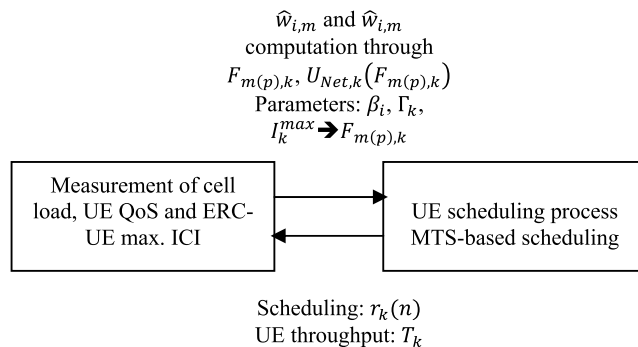 ŵ_{i,m} and ŵ_{i,m}
computation through
F_{m(p),k}, U_{Net,k}(F_{m(p),k})
Parameters: β_i, Γ_k,
I_k^{max}➔F_{m(p),k}
Measurement of cell
load, UE QoS and ERC-
UE max. ICI
UE scheduling process
MTS-based scheduling
Scheduling: r_k(n)
UE throughput: T_k